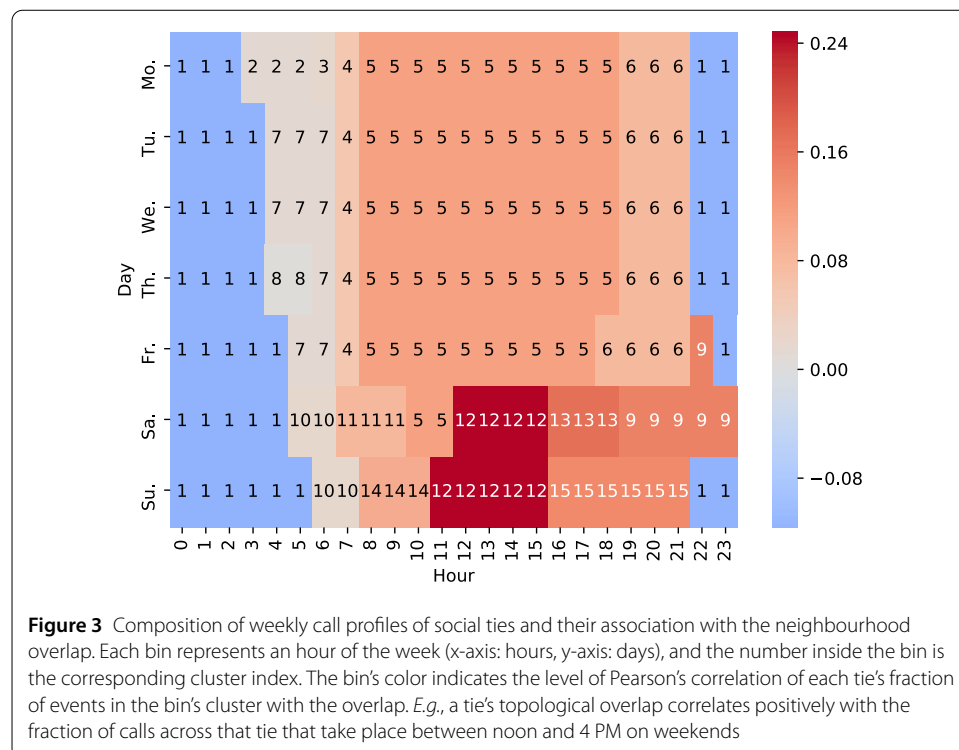 Mo. 1 1 1 2 2 2 3 4 5 5 5 5 5 5 5 5 5 5 5 6 6 6 1 1
Tu. 1 1 1 1 7 7 7 4 5 5 5 5 5 5 5 5 5 5 5 6 6 6 1 1
We. 1 1 1 1 7 7 7 4 5 5 5 5 5 5 5 5 5 5 5 6 6 6 1 1
Th. 1 1 1 1 8 8 7 4 5 5 5 5 5 5 5 5 5 5 5 6 6 6 1 1
Fr. 1 1 1 1 1 7 7 4 5 5 5 5 5 5 5 5 5 5 6 6 6 6 9 1
Sa. 1 1 1 1 1 10 10 11 11 11 5 5 12 12 12 12 13 13 13 9 9 9 9 9
Su. 1 1 1 1 1 1 10 10 14 14 14 12 12 12 12 12 15 15 15 15 15 15 1 1
Day
0 1 2 3 4 5 6 7 8 9 10 11 12 13 14 15 16 17 18 19 20 21 22 23
Hour
0.24
0.16
0.08
0.00
−0.08
Figure 3 Composition of weekly call profiles of social ties and their association with the neighbourhood
overlap. Each bin represents an hour of the week (x-axis: hours, y-axis: days), and the number inside the bin is
the corresponding cluster index. The bin's color indicates the level of Pearson's correlation of each tie's fraction
of events in the bin's cluster with the overlap. E.g., a tie's topological overlap correlates positively with the
fraction of calls across that tie that take place between noon and 4 PM on weekends